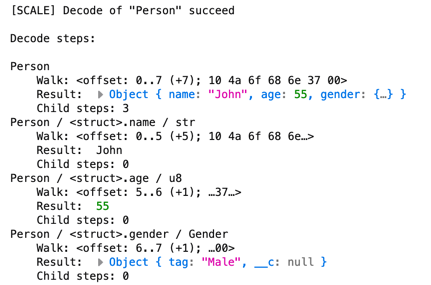 [SCALE] Decode of "Person" succeed
Decode steps:
Person
Walk: <offset: 0..7 (+7); 10 4a 6f 68 6e 37 00>
Result: ▶ Object { name: "John", age: 55, gender: {…} }
Child steps: 3
Person / <struct>.name / str
Walk: <offset: 0..5 (+5); 10 4a 6f 68 6e…>
Result: John
Child steps: 0
Person / <struct>.age / u8
Walk: <offset: 5..6 (+1); …37…>
Result: 55
Child steps: 0
Person / <struct>.gender / Gender
Walk: <offset: 6..7 (+1); …00>
Result: ▶ Object { tag: "Male", __c: null }
Child steps: 0